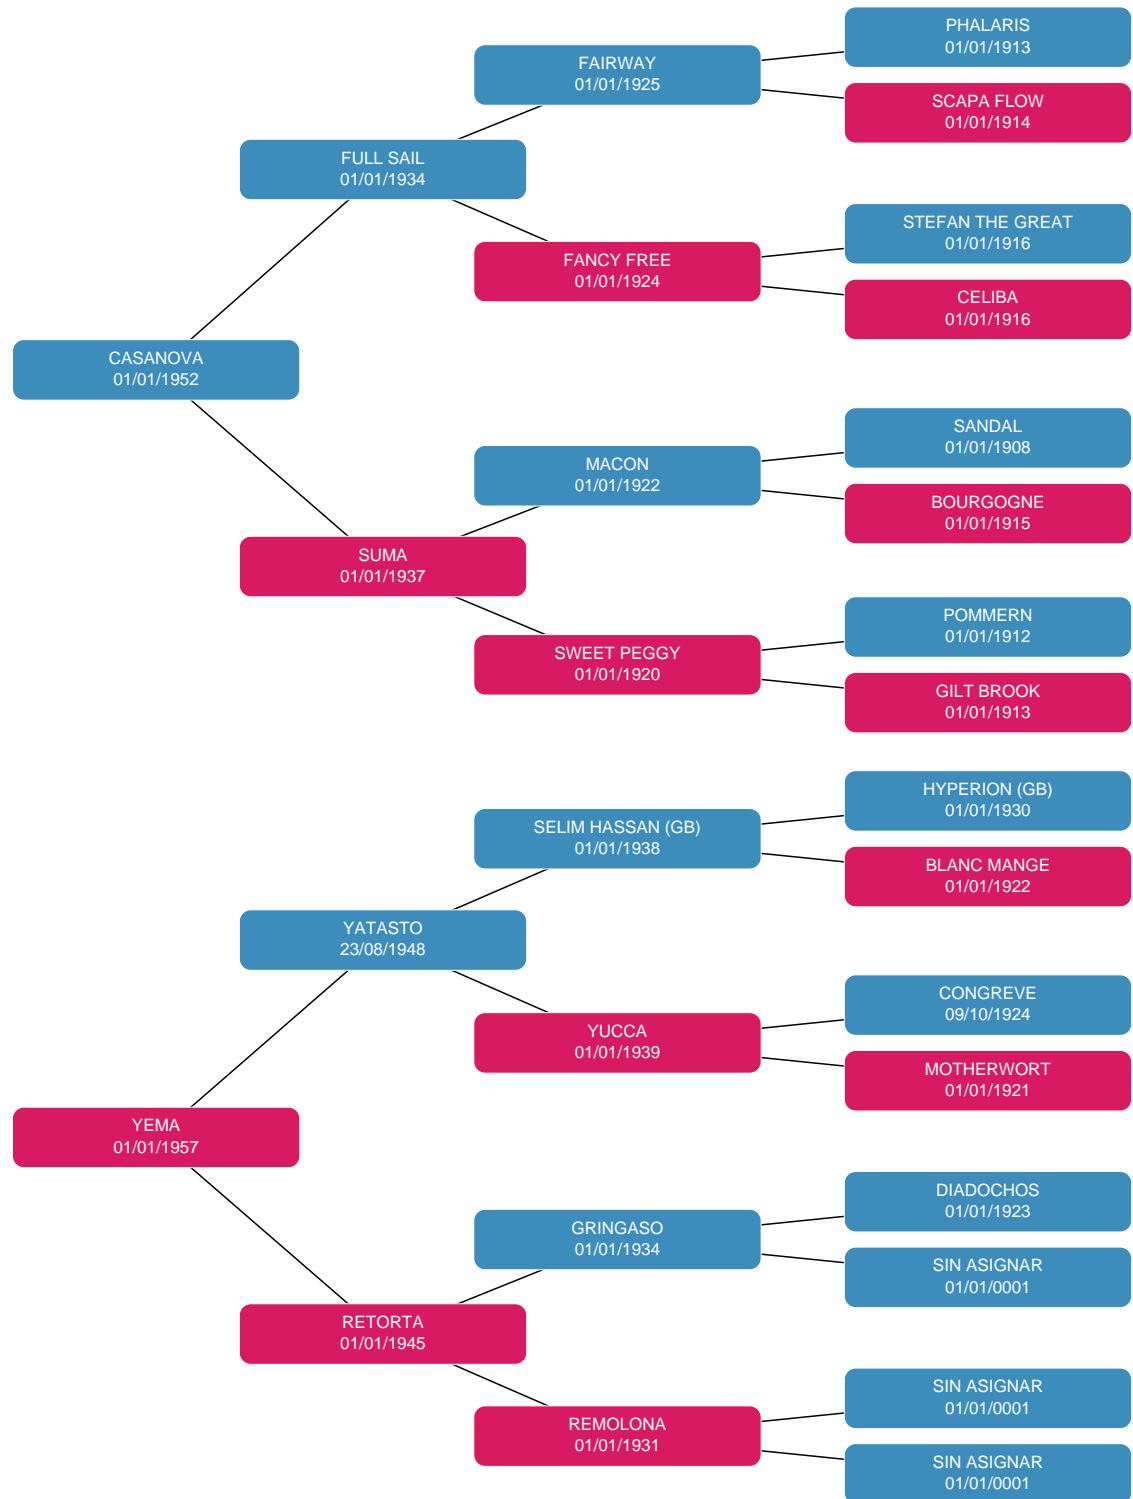 PHALARIS
01/01/1913
FAIRWAY
01/01/1925
SCAPA FLOW
01/01/1914
FULL SAIL
01/01/1934
STEFAN THE GREAT
01/01/1916
FANCY FREE
01/01/1924
CELIBA
01/01/1916
CASANOVA
01/01/1952
SANDAL
01/01/1908
MACON
01/01/1922
BOURGOGNE
01/01/1915
SUMA
01/01/1937
POMMERN
01/01/1912
SWEET PEGGY
01/01/1920
GILT BROOK
01/01/1913
HYPERION (GB)
01/01/1930
SELIM HASSAN (GB)
01/01/1938
BLANC MANGE
01/01/1922
YATASTO
23/08/1948
CONGREVE
09/10/1924
YUCCA
01/01/1939
MOTHERWORT
01/01/1921
YEMA
01/01/1957
DIADOCHOS
01/01/1923
GRINGASO
01/01/1934
SIN ASIGNAR
01/01/0001
RETORTA
01/01/1945
SIN ASIGNAR
01/01/0001
REMOLONA
01/01/1931
SIN ASIGNAR
01/01/0001